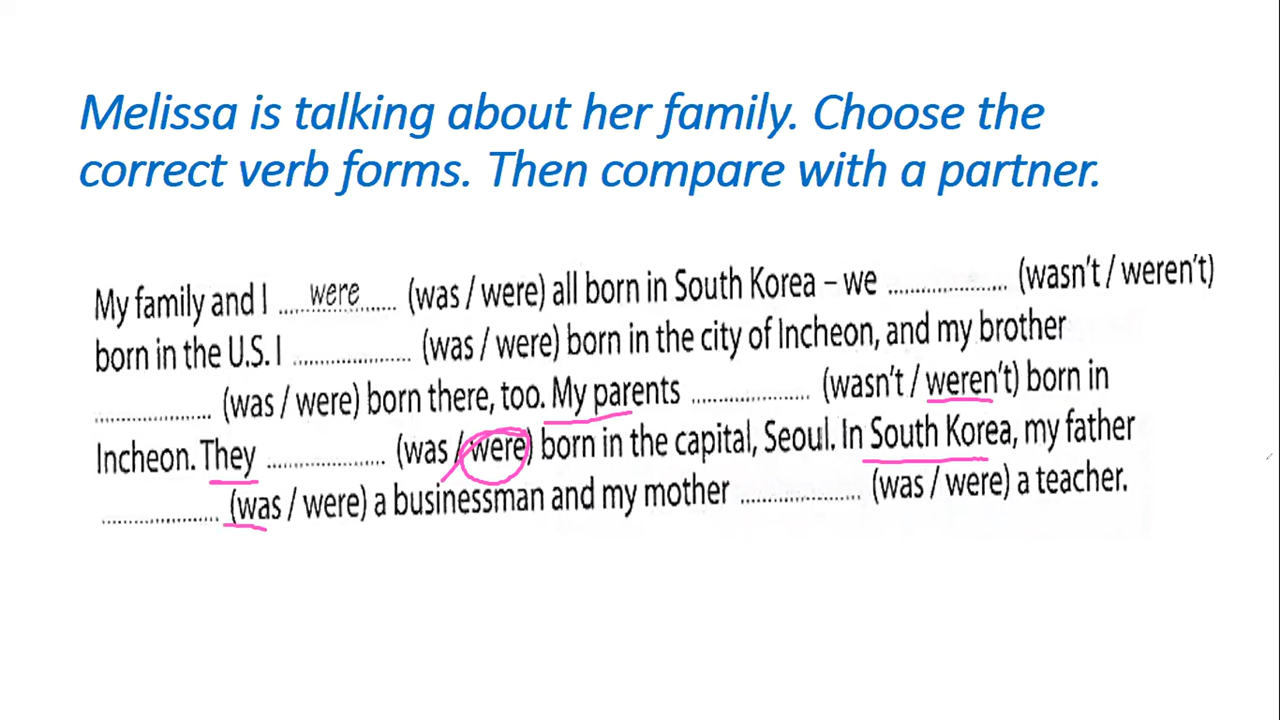 Melissa is talking about her family. Choose the
correct verb forms. Then compare with a partner.
My family and I ....were.... (was / were) all born in South Korea – we .................... (wasn't / weren't)
born in the U.S. I .................... (was / were) born in the city of Incheon, and my brother
.................... (was / were) born there, too. My parents .................... (wasn't / weren't) born in
Incheon. They .................... (was / were) born in the capital, Seoul. In South Korea, my father
.................... (was / were) a businessman and my mother .................... (was / were) a teacher.